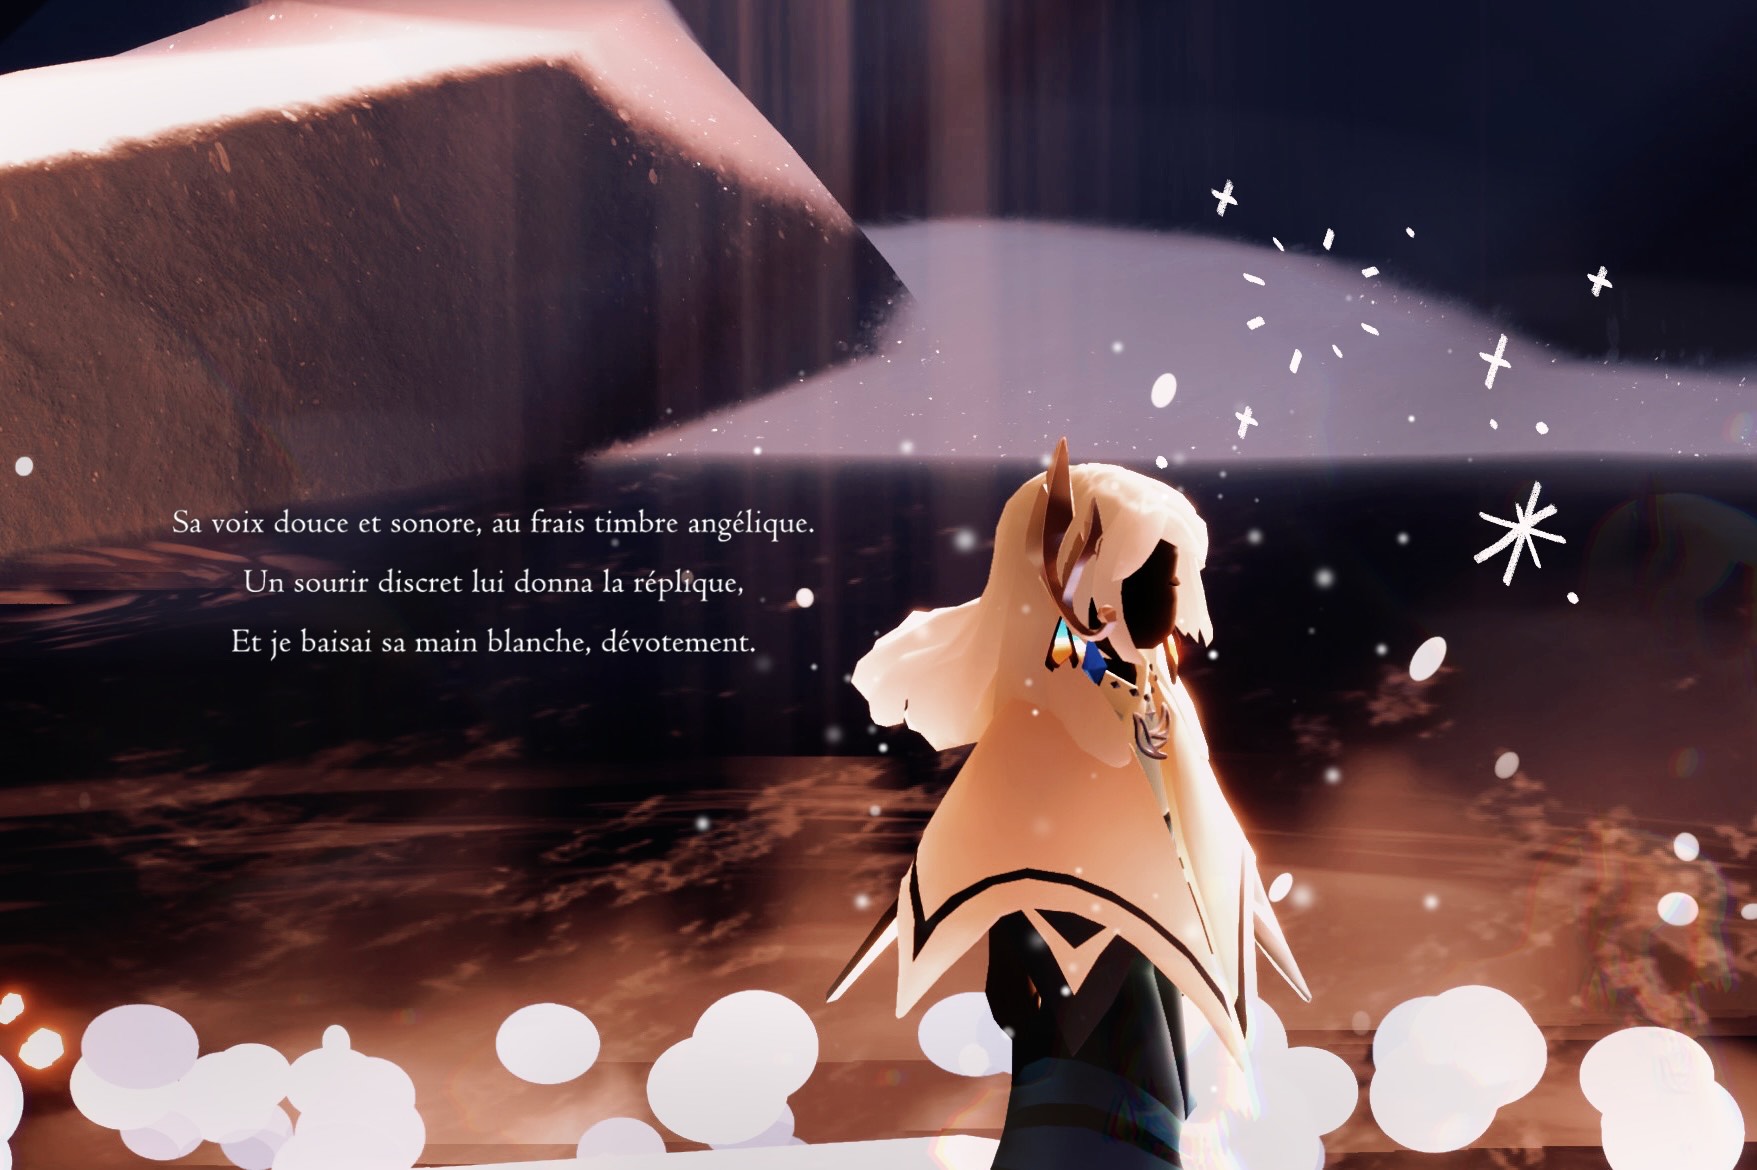 Sa voix douce et sonore, au frais timbre angélique.
Un sourir discret lui donna la réplique,
Et je baisai sa main blanche, dévotement.